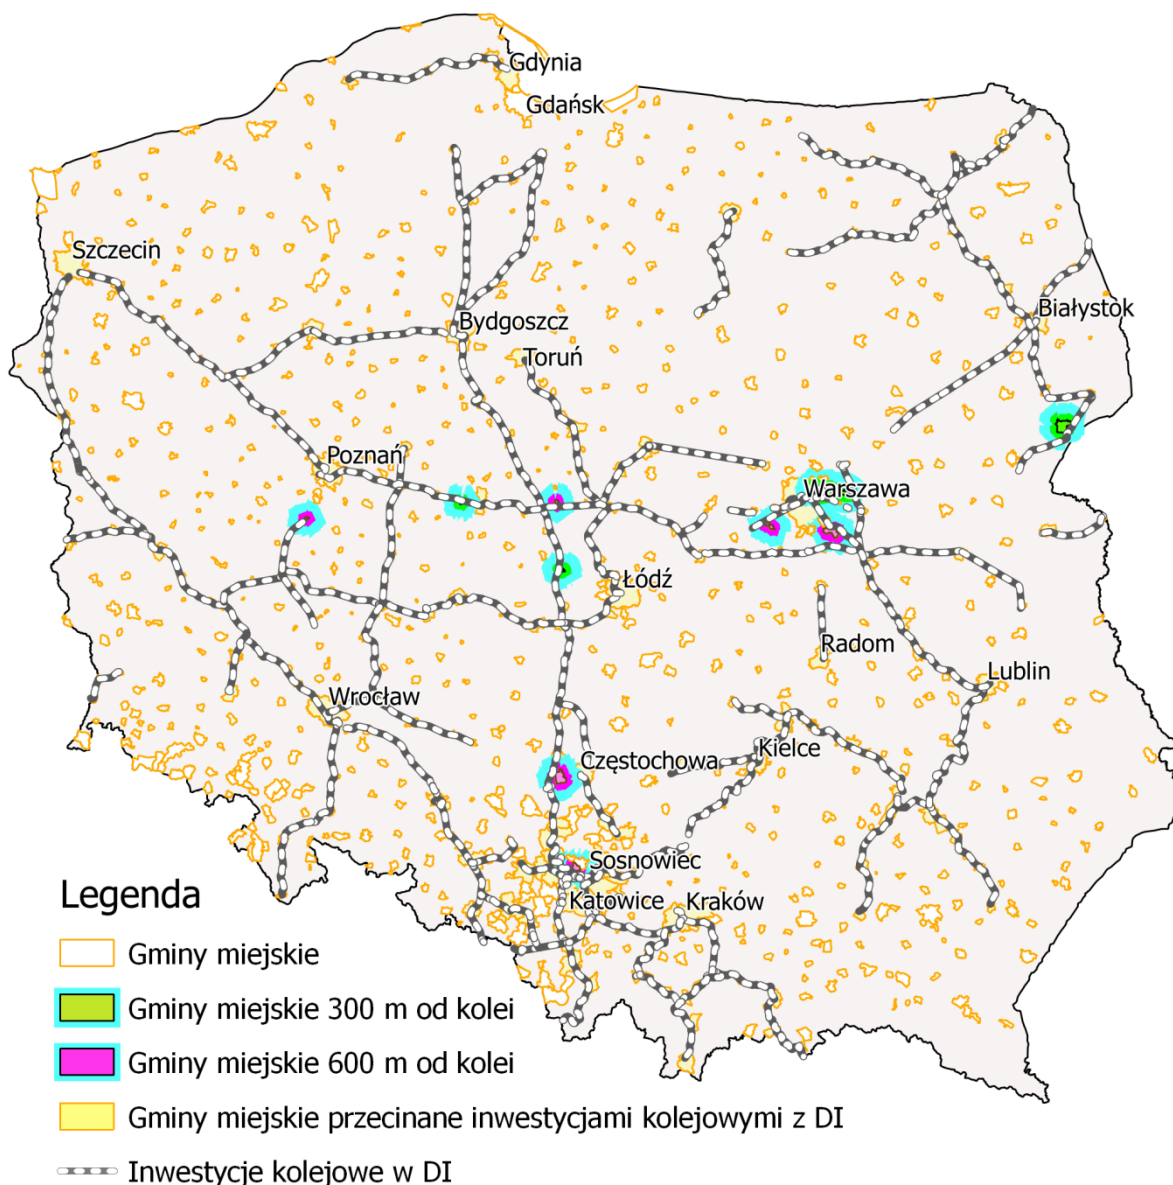 Gdynia
Gdańsk
Szczecin
Białystok
Bydgoszcz
Toruń
Poznań
Warszawa
Łódź
Radom
Lublin
Wrocław
Kielce
Częstochowa
Sosnowiec
Katowice
Kraków
Legenda
Gminy miejskie
Gminy miejskie 300 m od kolei
Gminy miejskie 600 m od kolei
Gminy miejskie przecinane inwestycjami kolejowymi z DI
Inwestycje kolejowe w DI